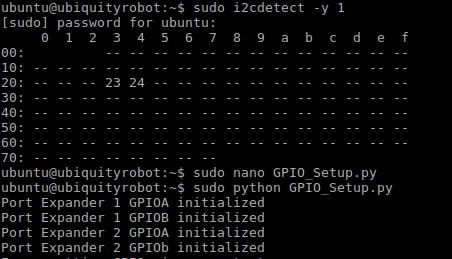 ubuntu@ubiquityrobot:~$ sudo i2cdetect -y 1
[sudo] password for ubuntu:
     0  1  2  3  4  5  6  7  8  9  a  b  c  d  e  f
00:          -- -- -- -- -- -- -- -- -- -- -- -- --
10: -- -- -- -- -- -- -- -- -- -- -- -- -- -- -- --
20: -- -- -- 23 24 -- -- -- -- -- -- -- -- -- -- --
30: -- -- -- -- -- -- -- -- -- -- -- -- -- -- -- --
40: -- -- -- -- -- -- -- -- -- -- -- -- -- -- -- --
50: -- -- -- -- -- -- -- -- -- -- -- -- -- -- -- --
60: -- -- -- -- -- -- -- -- -- -- -- -- -- -- -- --
70: -- -- -- -- -- -- -- --
ubuntu@ubiquityrobot:~$ sudo nano GPIO_Setup.py
ubuntu@ubiquityrobot:~$ sudo python GPIO_Setup.py
Port Expander 1 GPIOA initialized
Port Expander 1 GPIOB initialized
Port Expander 2 GPIOA initialized
Port Expander 2 GPIOb initialized